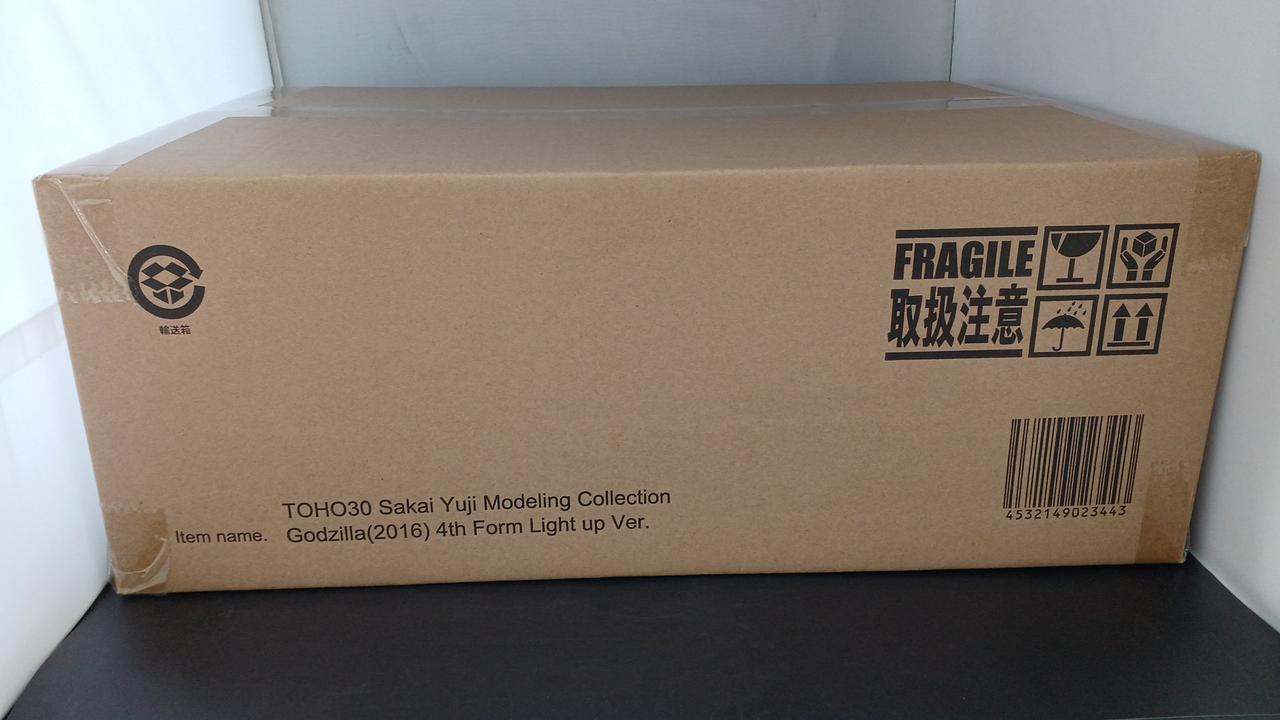 FRAGILE
取扱注意
輸送箱
4532149023443
TOHO30 Sakai Yuji Modeling Collection
Item name. Godzilla(2016) 4th Form Light up Ver.